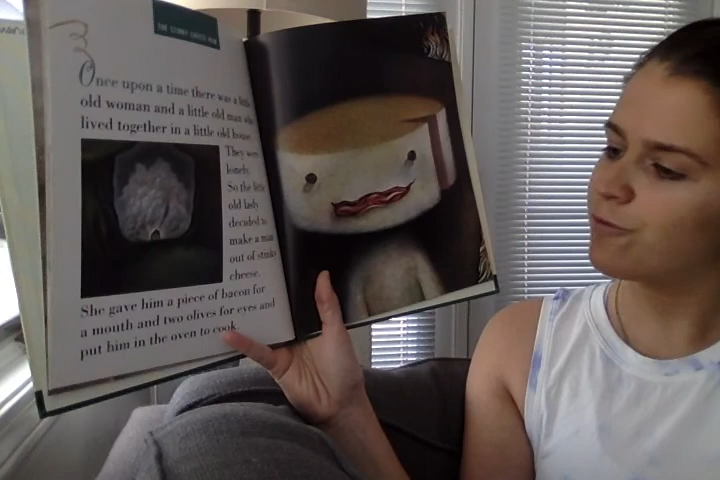 THE STINKY CHEESE MAN
Once upon a time there was a little
old woman and a little old man who
lived together in a little old house.
They were
lonely.
So the little
old lady
decided to
make a man
out of stinky
cheese.
She gave him a piece of bacon for
a mouth and two olives for eyes and
put him in the oven to cook.